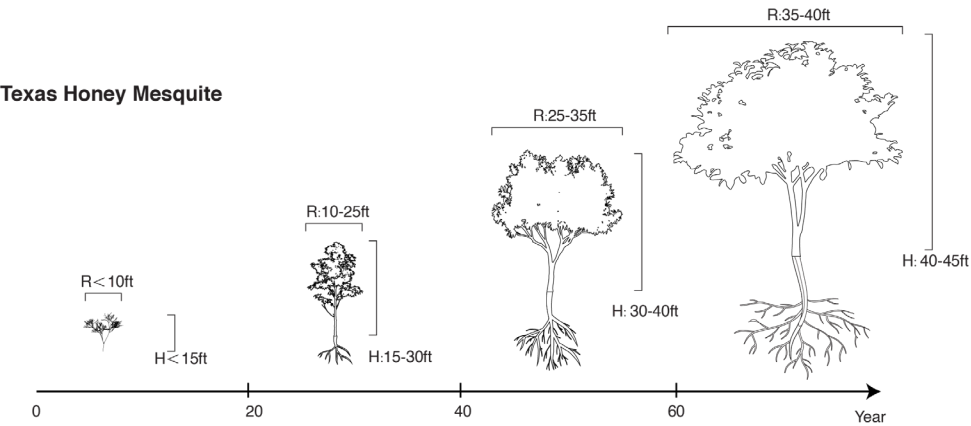 Texas Honey Mesquite
R<10ft
H<15ft
R:10-25ft
H:15-30ft
R:25-35ft
H: 30-40ft
R:35-40ft
H: 40-45ft
0
20
40
60
Year